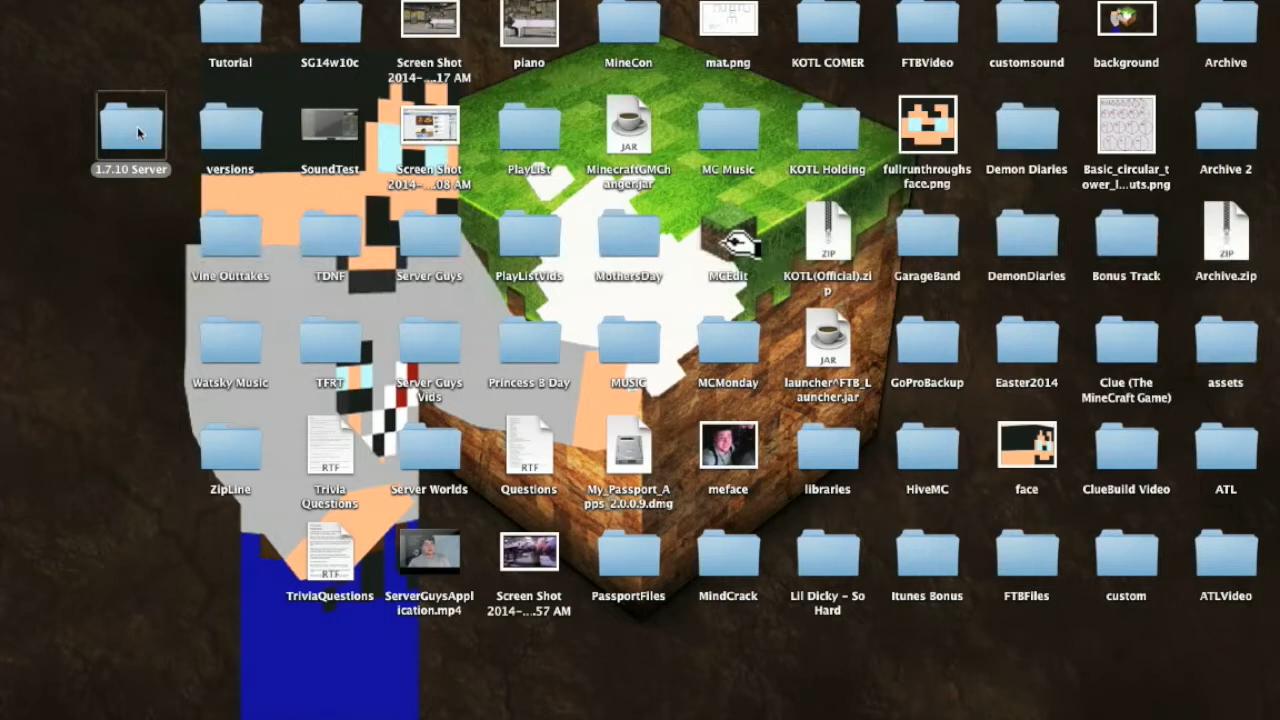 Tutorial
SG14w10c
Screen Shot
2014-....17 AM
piano
MineCon
mat.png
KOTL COMER
FTBVideo
customsound
background
Archive
1.7.10 Server
versions
SoundTest
Screen Shot
2014-....08 AM
PlayList
JAR
MinecraftGMCh
anger.jar
MC Music
KOTL Holding
fullrunthroughs
face.png
Demon Diaries
Basic_circular_t
ower_l...uts.png
Archive 2
Vine Outtakes
TDNF
Server Guys
PlayListVids
MothersDay
MCEdit
ZIP
KOTL(Official).zi
p
GarageBand
DemonDiaries
Bonus Track
ZIP
Archive.zip
Watsky Music
TFRT
Server Guys
Vids
Princess B Day
MUSIC
MCMonday
JAR
launcher^FTB_L
auncher.jar
GoProBackup
Easter2014
Clue (The
MineCraft Game)
assets
ZipLine
RTF
Trivia
Questions
Server Worlds
RTF
Questions
My_Passport_A
pps_2.0.0.9.dmg
meface
libraries
HiveMC
face
ClueBuild Video
ATL
RTF
TriviaQuestions
ServerGuysAppl
ication.mp4
Screen Shot
2014-....57 AM
PassportFiles
MindCrack
Lil Dicky - So
Hard
Itunes Bonus
FTBFiles
custom
ATLVideo